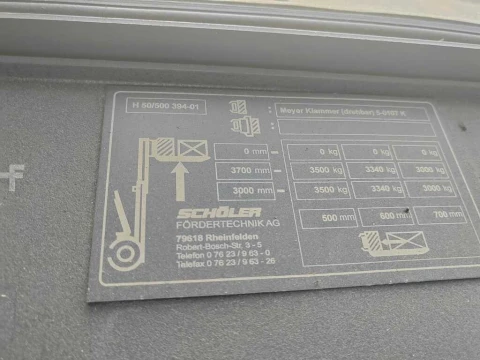 H 50/500 394-01
Meyer Klammer (drehbar) 6-0107 N
0 mm 0 kg 0 kg 0 kg
3700 mm 3500 kg 3340 kg 3000 kg
3000 mm 3500 kg 3340 kg 3000 kg
500 mm 600 mm 700 mm
SCHÖLER
FÖRDERTECHNIK AG
79618 Rheinfelden
Robert-Bosch-Str. 3 - 5
Telefon 0 76 23 / 9 63 - 0
Telefax 0 76 23 / 9 63 - 26